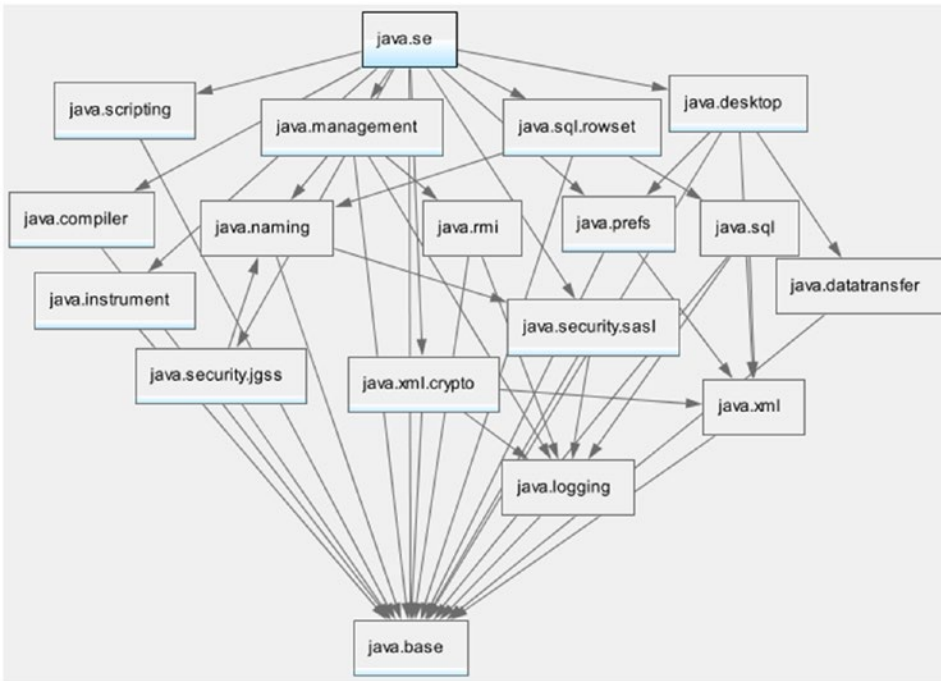 java.se
java.scripting
java.management
java.sql.rowset
java.desktop
java.compiler
java.naming
java.rmi
java.prefs
java.sql
java.instrument
java.security.sasl
java.datatransfer
java.security.jgss
java.xml.crypto
java.xml
java.logging
java.base